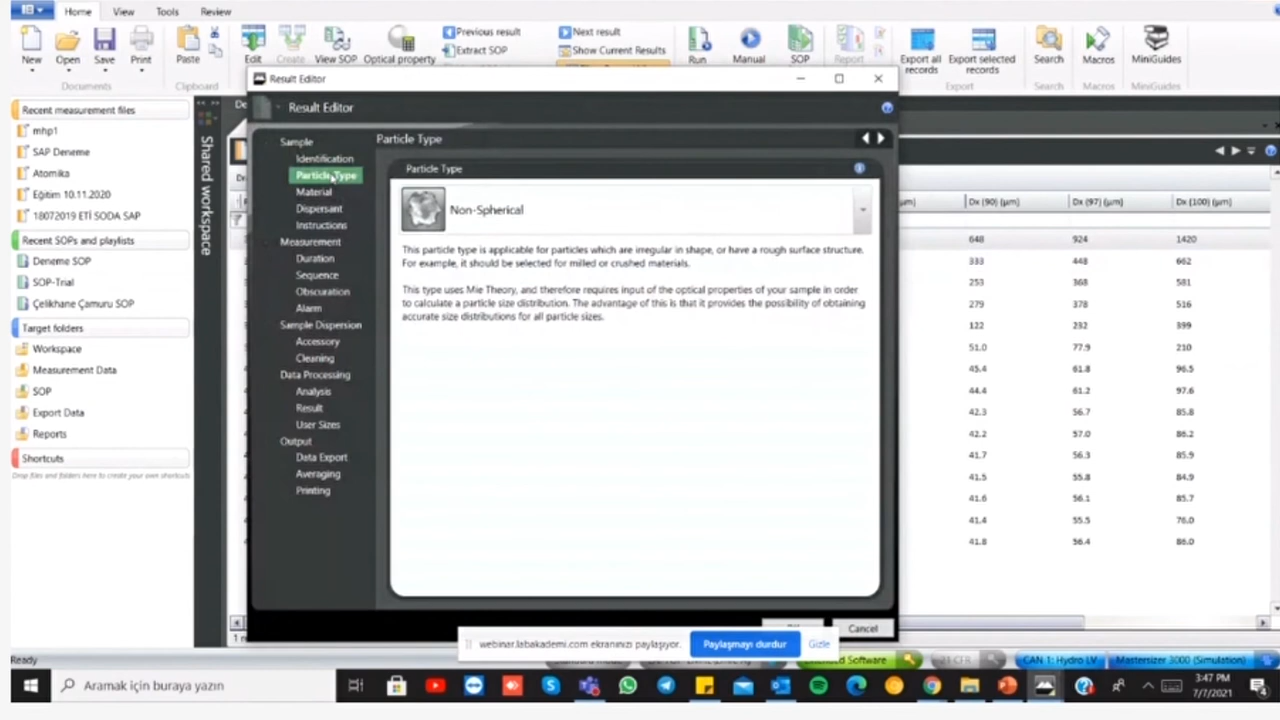 Home View Tools Review
New Open Save Print
Documents
Paste
Clipboard
Edit Create View SOP Optical property
Previous result
Extract SOP
Next result
Show Current Results
Run Manual SOP Report
Export all records
Export selected records
Export
Search
Search
Macros
Macros
MiniGuides
MiniGuides
Recent measurement files
mhp1
SAP Deneme
Atomika
Eğitim 10.11.2020
18072019 ETİ SODA SAP
Recent SOPs and playlists
Deneme SOP
SOP-Trial
Çelikhane Çamuru SOP
Target folders
Workspace
Measurement Data
SOP
Export Data
Reports
Shortcuts
Drop files and folders here to create your own shortcuts
Shared workspace
Result Editor
Result Editor
Sample
Identification
Particle Type
Material
Dispersant
Instructions
Measurement
Duration
Sequence
Obscuration
Alarm
Sample Dispersion
Accessory
Cleaning
Data Processing
Analysis
Result
User Sizes
Output
Data Export
Averaging
Printing
Particle Type
Particle Type
Non-Spherical
This particle type is applicable for particles which are irregular in shape, or have a rough surface structure.
For example, it should be selected for milled or crushed materials.
This type uses Mie Theory, and therefore requires input of the optical properties of your sample in order
to calculate a particle size distribution. The advantage of this is that it provides the possibility of obtaining
accurate size distributions for all particle sizes.
Cancel
µm) Dx (90) (µm) Dx (97) (µm) Dx (100) (µm)
648 924 1420
333 448 662
253 368 581
279 378 516
122 232 399
51.0 77.9 210
45.4 61.8 96.5
44.4 61.2 97.6
42.3 56.7 85.8
42.2 57.0 86.2
41.7 56.3 85.9
41.5 55.8 84.9
41.6 56.1 85.7
41.4 55.5 76.0
41.8 56.4 86.0
webinar.labakademi.com ekranınızı paylaşıyor. Paylaşmayı durdur Gizle
Ready
Extended Software 21 CFR CAN 1: Hydro LV Mastersizer 3000 (Simulation)
Aramak için buraya yazın
3:47 PM
7/7/2021